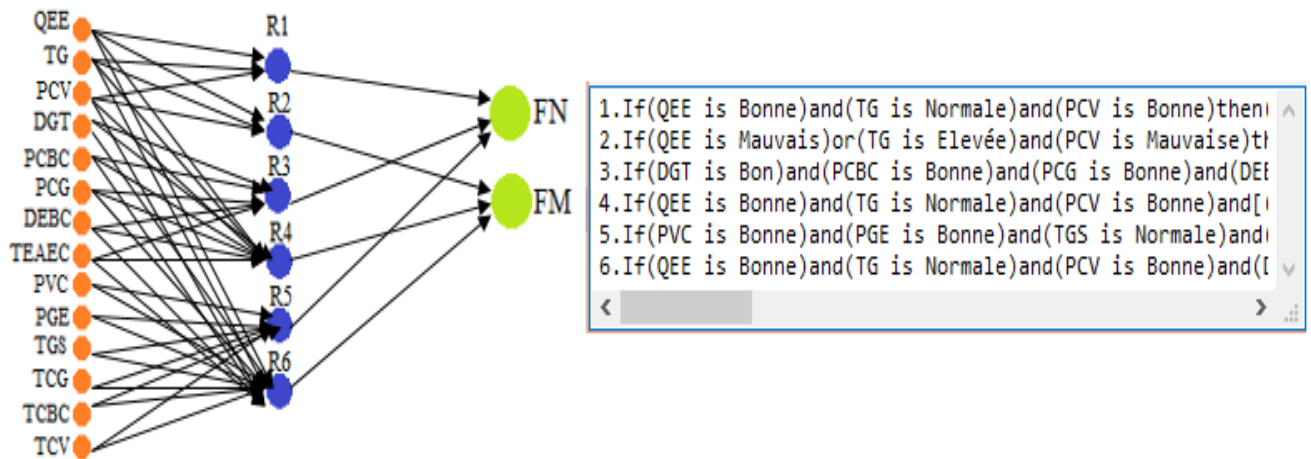 QEE
TG
PCV
DGT
PCBC
PCG
DEBC
TEAEC
PVC
PGE
TGS
TCG
TCBC
TCV
R1
R2
R3
R4
R5
R6
FN
FM
1.If(QEE is Bonne)and(TG is Normale)and(PCV is Bonne)then(
2.If(QEE is Mauvais)or(TG is Elevée)and(PCV is Mauvaise)th
3.If(DGT is Bon)and(PCBC is Bonne)and(PCG is Bonne)and(DEE
4.If(QEE is Bonne)and(TG is Normale)and(PCV is Bonne)and[(
5.If(PVC is Bonne)and(PGE is Bonne)and(TGS is Normale)and(
6.If(QEE is Bonne)and(TG is Normale)and(PCV is Bonne)and([